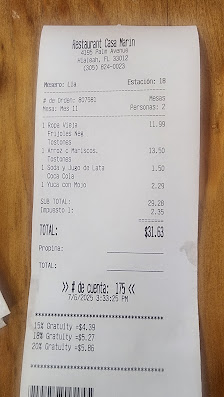 Restaurant Casa Marin
4195 Palm Avenue
Hialeah, FL 33012
(305) 824-0023
Mesero: Lia Estación: 18
# de Orden: 807580 Mesas
Mesa: Mes 11 Personas: 2
1 Ropa Vieja 11.99
Frijoles Neg
Tostones
1 Arroz c Mariscos. 13.50
Tostones
1 Soda y Jugo de Lata 1.50
Coca Cola
1 Yuca con Mojo 2.29
SUB TOTAL: 29.28
Impuesto 1: 2.35
TOTAL: $31.63
Propina:
TOTAL:
>> # de cuenta: 175 <<
7/6/2025 3:33:25 PM
15% Gratuity =$4.39
18% Gratuity =$5.27
20% Gratuity =$5.86